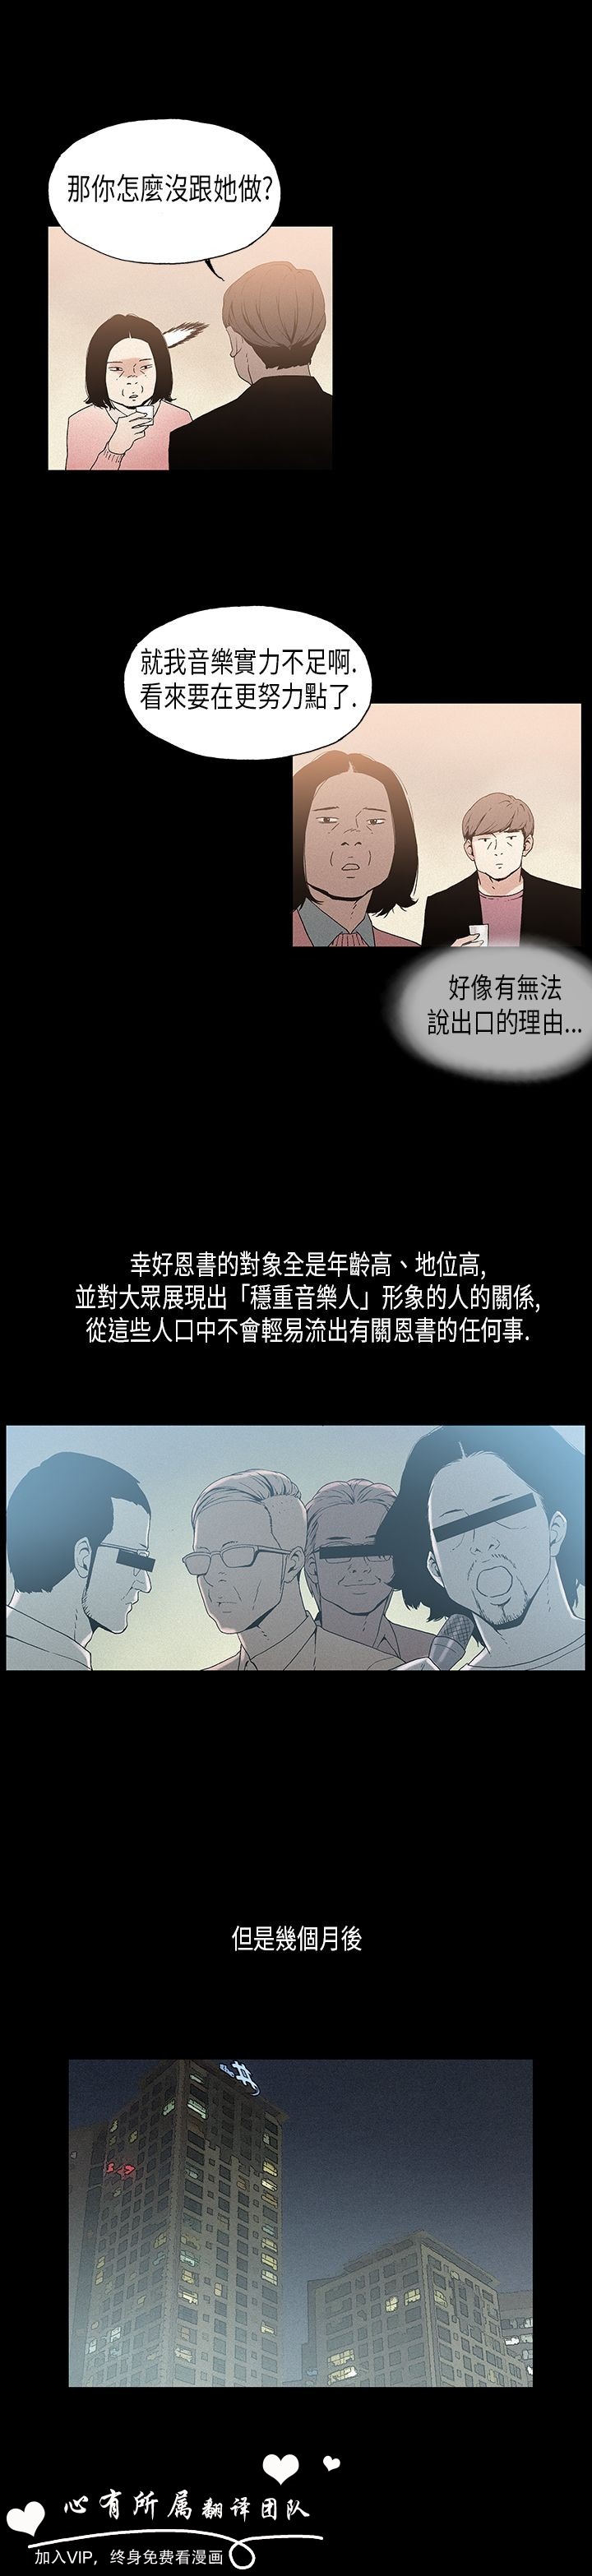 那你怎麼沒跟她做?
就我音樂實力不足啊.
看來要在更努力點了.
好像有無法
說出口的理由...
幸好恩書的對象全是年齡高、地位高,
並對大眾展現出「穩重音樂人」形象的人的關係,
從這些人口中不會輕易流出有關恩書的任何事.
但是幾個月後
心有所属翻译团队
加入VIP，终身免费看漫画